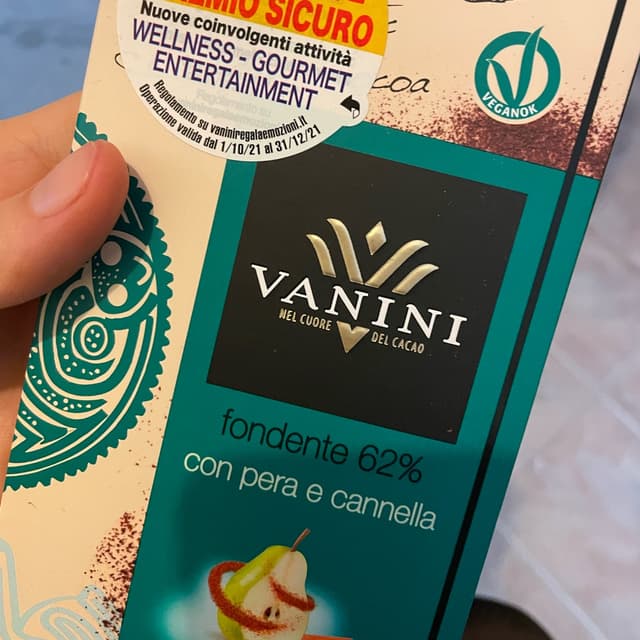 PREMIO SICURO
Nuove coinvolgenti attività
WELLNESS - GOURMET
ENTERTAINMENT
Regolamento su vaniniregalaemozioni.it
Operazione valida dal 1/10/21 al 31/12/21
VEGANOK
VANINI
NEL CUORE DEL CACAO
fondente 62%
con pera e cannella